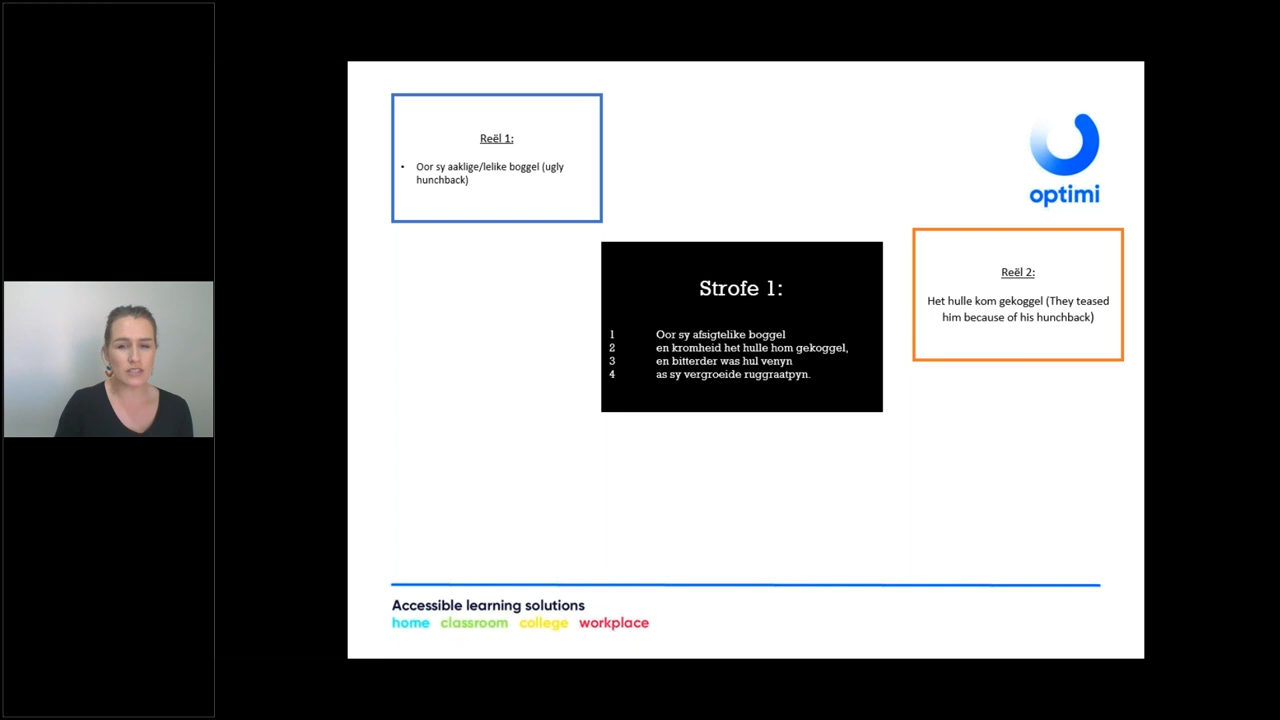 Reël 1:
• Oor sy aaklige/lelike boggel (ugly
hunchback)
optimi
Reël 2:
Het hulle kom gekoggel (They teased
him because of his hunchback)
Strofe 1:
1 Oor sy afsigtelike boggel
2 en kromheid het hulle hom gekoggel,
3 en bitterder was hul venyn
4 as sy vergroeide ruggraatpyn.
Accessible learning solutions
home classroom college workplace